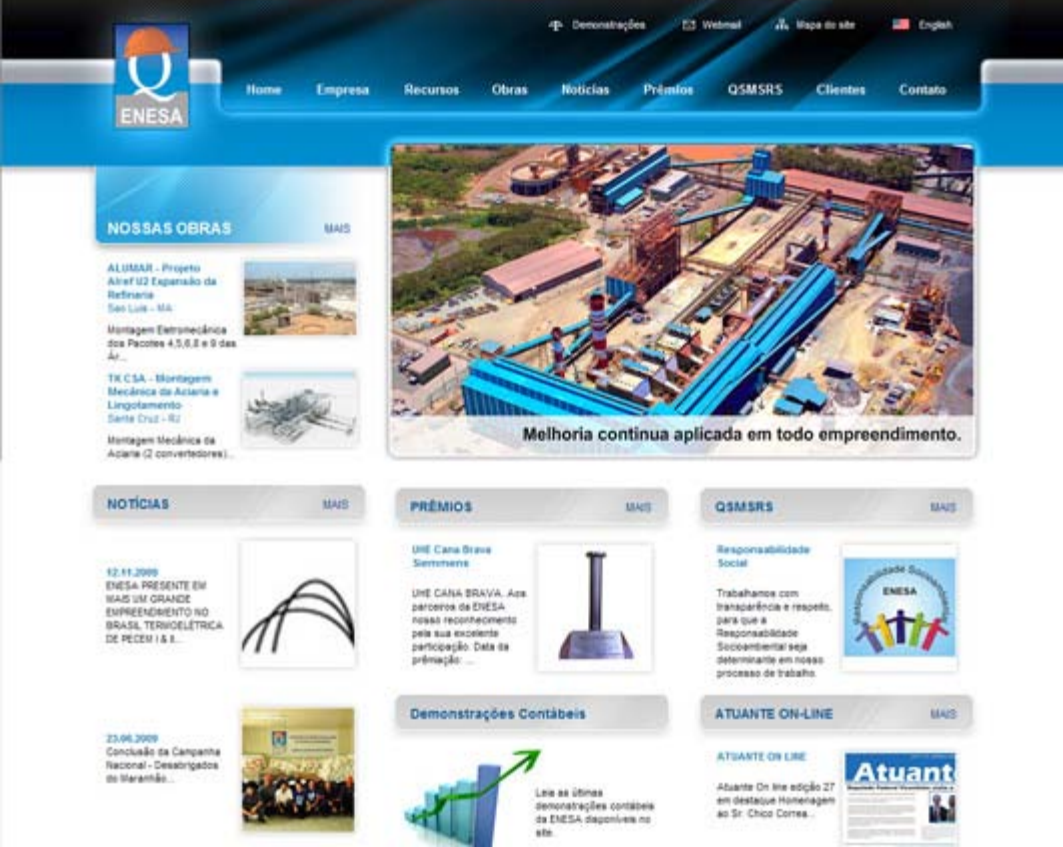 Demonstrações Webmail Mapa do site English
ENESA
Home Empresa Recursos Obras Notícias Prêmios QSMSRS Clientes Contato
NOSSAS OBRAS MAIS
ALUMAR - Projeto
Alref U2 Expansão da
Refinaria
Sao Luis - MA
Montagem Eletromecânica
dos Pacotes 4,5,6,8 e 9 das
Ár...
TK CSA - Montagem
Mecânica da Aciaria e
Lingotamento
Santa Cruz - RJ
Montagem Mecânica da
Aciaria (2 convertedores)...
Melhoria continua aplicada em todo empreendimento.
NOTÍCIAS MAIS
12.11.2009
ENESA PRESENTE EM
MAIS UM GRANDE
EMPREENDIMENTO NO
BRASIL TERMOELÉTRICA
DE PECEM I & II...
23.06.2009
Conclusão da Campanha
Nacional - Desabrigados
do Maranhão...
PRÊMIOS MAIS
UHE Cana Brava
Siemmens
UHE CANA BRAVA. Aos
parceiros da ENESA
nosso reconhecimento
pela sua excelente
participação. Data da
prêmiação: ...
QSMSRS MAIS
Responsabilidade
Social
Trabalhamos com
transparência e respeito,
para que a
Responsabilidade
Socioambiental seja
determinante em nosso
processo de trabalho
Responsabilidade Socioambiental
ENESA
Demonstrações Contábeis
Leia as últimas
demonstrações contábeis
da ENESA disponíveis no
site.
ATUANTE ON-LINE MAIS
ATUANTE ON LINE
Atuante On line edição 27
em destaque Homenagem
ao Sr. Chico Correa...
Atuant